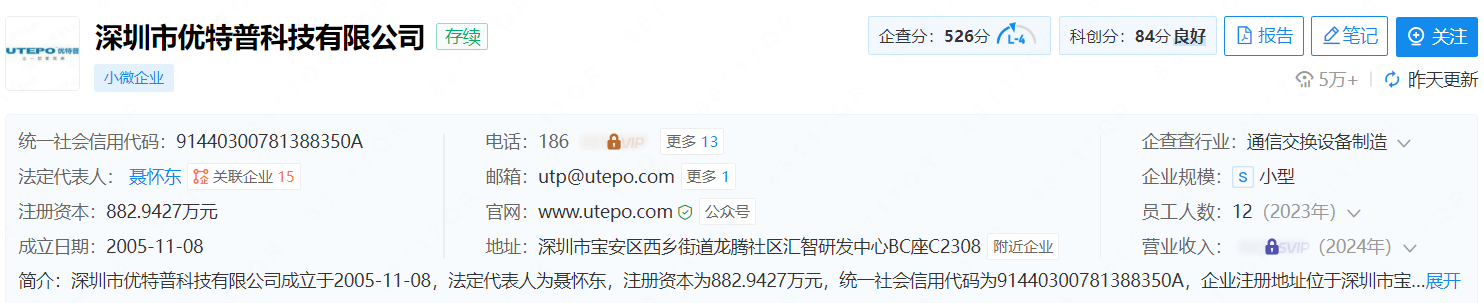 深圳市优特普科技有限公司 存续
UTEPO 优特普
小微企业
企查分：526分 L-4 科创分：84分 良好 报告 笔记 关注
5万+ 昨天更新
统一社会信用代码：91440300781388350A 电话：186 VIP 更多 13 企查查行业：通信交换设备制造
法定代表人：聂怀东 关联企业 15 邮箱：utp@utepo.com 更多 1 企业规模：S 小型
注册资本：882.9427万元 官网：www.utepo.com 公众号 员工人数：12（2023年）
成立日期：2005-11-08 地址：深圳市宝安区西乡街道龙腾社区汇智研发中心BC座C2308 附近企业 营业收入： SVIP（2024年）
简介：深圳市优特普科技有限公司成立于2005-11-08，法定代表人为聂怀东，注册资本为882.9427万元，统一社会信用代码为91440300781388350A，企业注册地址位于深圳市宝...展开